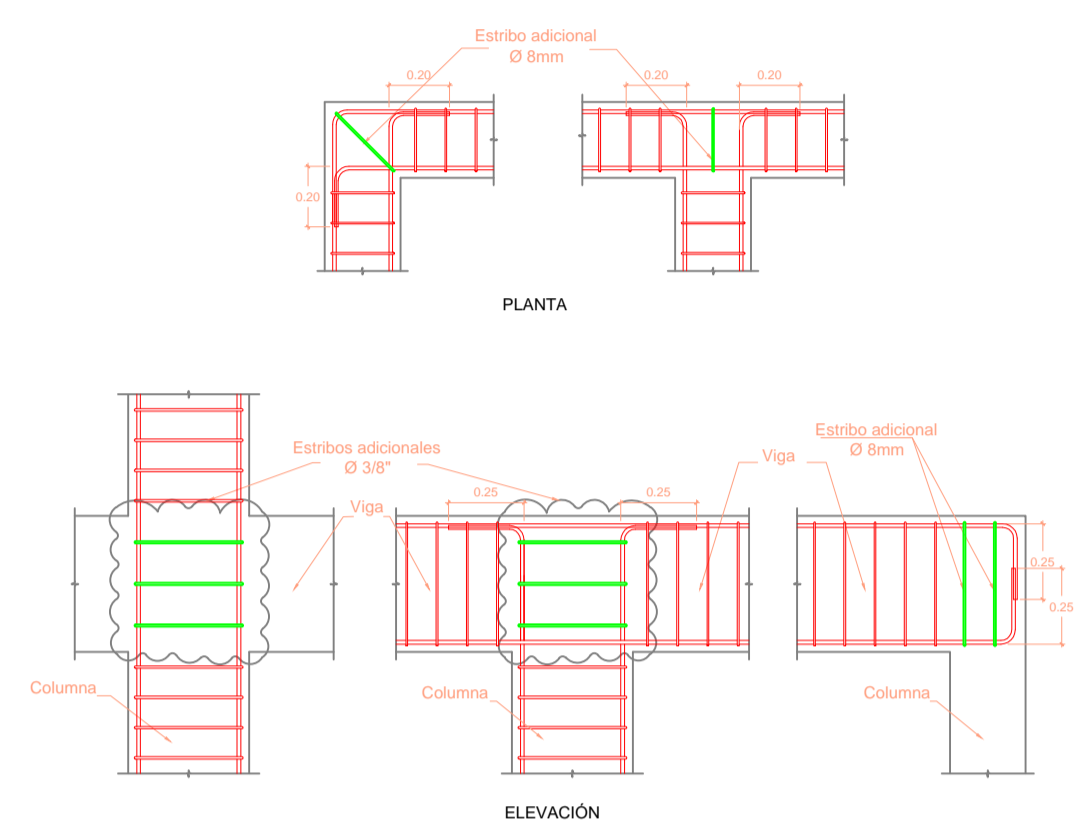 Estribo adicional
Ø 8mm
0.20
0.20
0.20
0.20
PLANTA
Estribos adicionales
Ø 3/8"
Viga
0.25
0.25
Viga
Estribo adicional
Ø 8mm
0.25
0.25
Columna
Columna
Columna
ELEVACIÓN